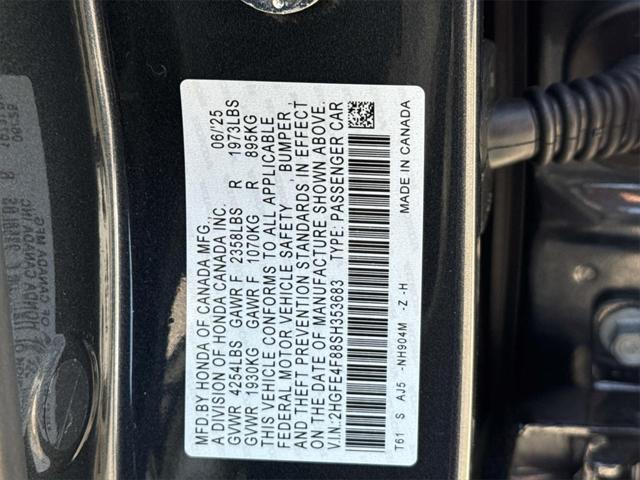 MFD BY HONDA OF CANADA MFG., 06/'25
A DIVISION OF HONDA CANADA INC.
GVWR 4254LBS GAWR F 2358LBS R 1973LBS
GVWR 1930KG GAWR F 1070KG R 895KG
THIS VEHICLE CONFORMS TO ALL APPLICABLE
FEDERAL MOTOR VEHICLE SAFETY, BUMPER,
AND THEFT PREVENTION STANDARDS IN EFFECT
ON THE DATE OF MANUFACTURE SHOWN ABOVE.
V.I.N.:2HGFE4F88SH353683 TYPE: PASSENGER CAR
T61 S AJ5 -NH904M -Z -H MADE IN CANADA